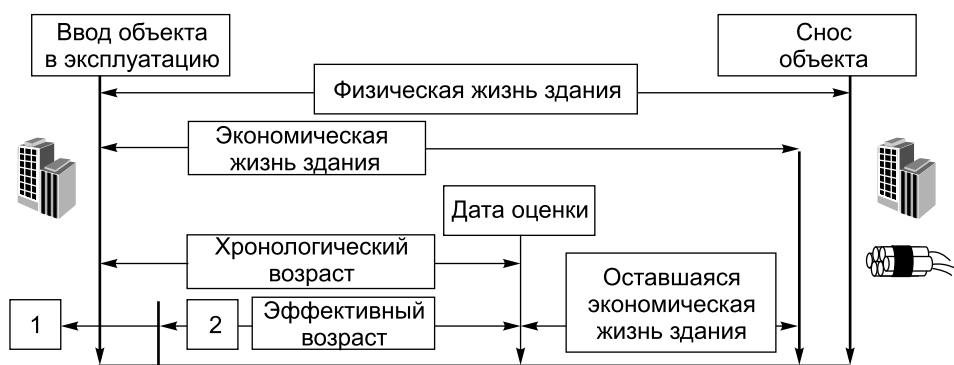 Ввод объекта
в эксплуатацию
Снос
объекта
Физическая жизнь здания
Экономическая
жизнь здания
Дата оценки
Хронологический
возраст
Оставшаяся
экономическая
жизнь здания
1
2
Эффективный
возраст